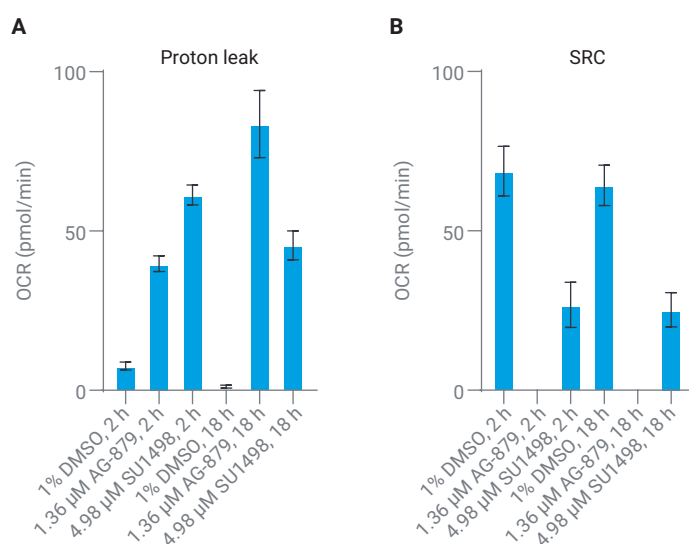 A
Proton leak
100
50
0
OCR (pmol/min)
1% DMSO, 2 h
1.36 µM AG-879, 2 h
4.98 µM SU1498, 2 h
1% DMSO, 18 h
1.36 µM AG-879, 18 h
4.98 µM SU1498, 18 h
B
SRC
100
50
0
OCR (pmol/min)
1% DMSO, 2 h
1.36 µM AG-879, 2 h
4.98 µM SU1498, 2 h
1% DMSO, 18 h
1.36 µM AG-879, 18 h
4.98 µM SU1498, 18 h